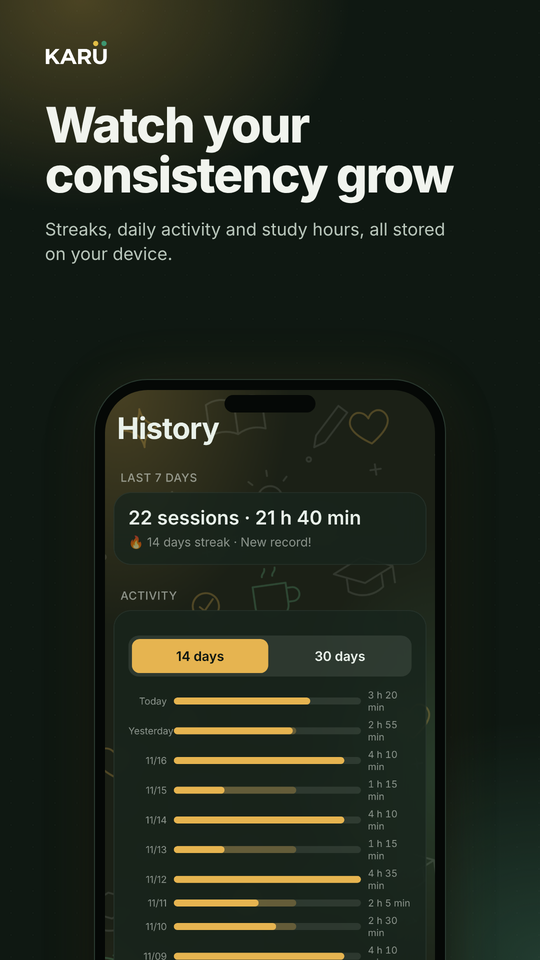 KARÜ
Watch your
consistency grow
Streaks, daily activity and study hours, all stored
on your device.
History
LAST 7 DAYS
22 sessions · 21 h 40 min
🔥 14 days streak · New record!
ACTIVITY
14 days 30 days
Today 3 h 20 min
Yesterday 2 h 55 min
11/16 4 h 10 min
11/15 1 h 15 min
11/14 4 h 10 min
11/13 1 h 15 min
11/12 4 h 35 min
11/11 2 h 5 min
11/10 2 h 30 min
11/09 4 h 10